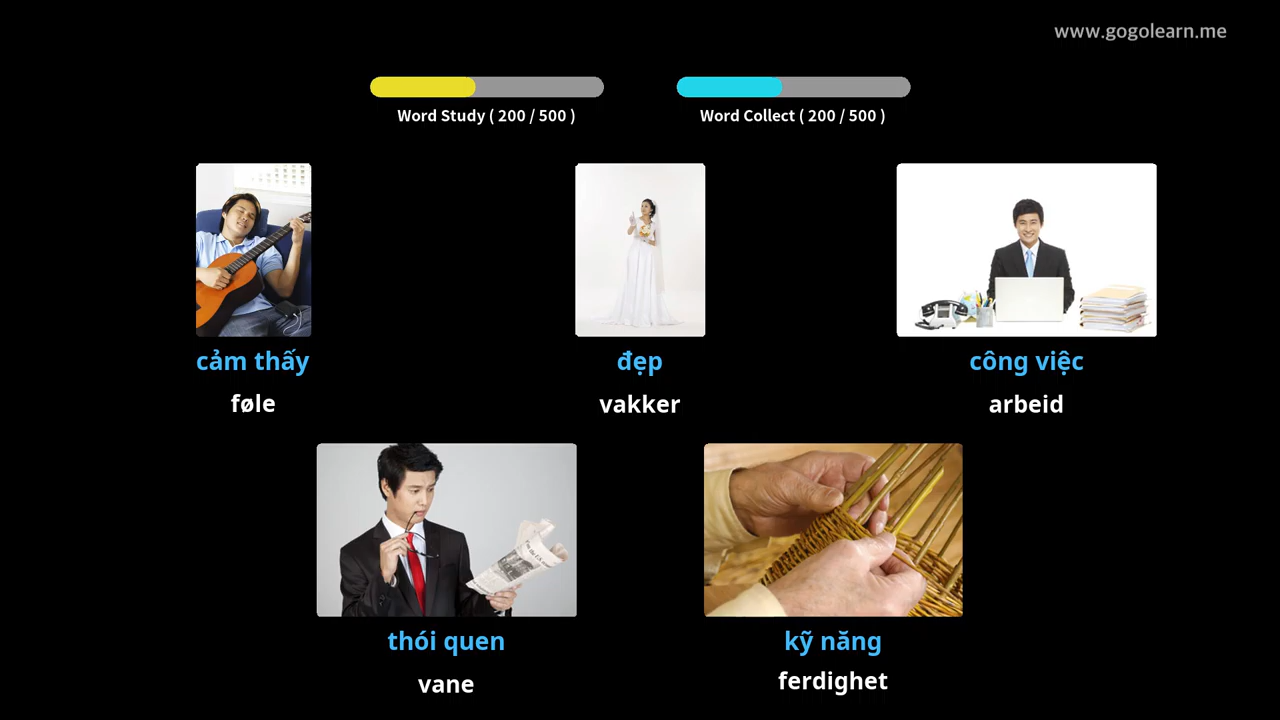 www.gogolearn.me
Word Study ( 200 / 500 )
Word Collect ( 200 / 500 )
cảm thấy
føle
đẹp
vakker
công việc
arbeid
thói quen
vane
kỹ năng
ferdighet